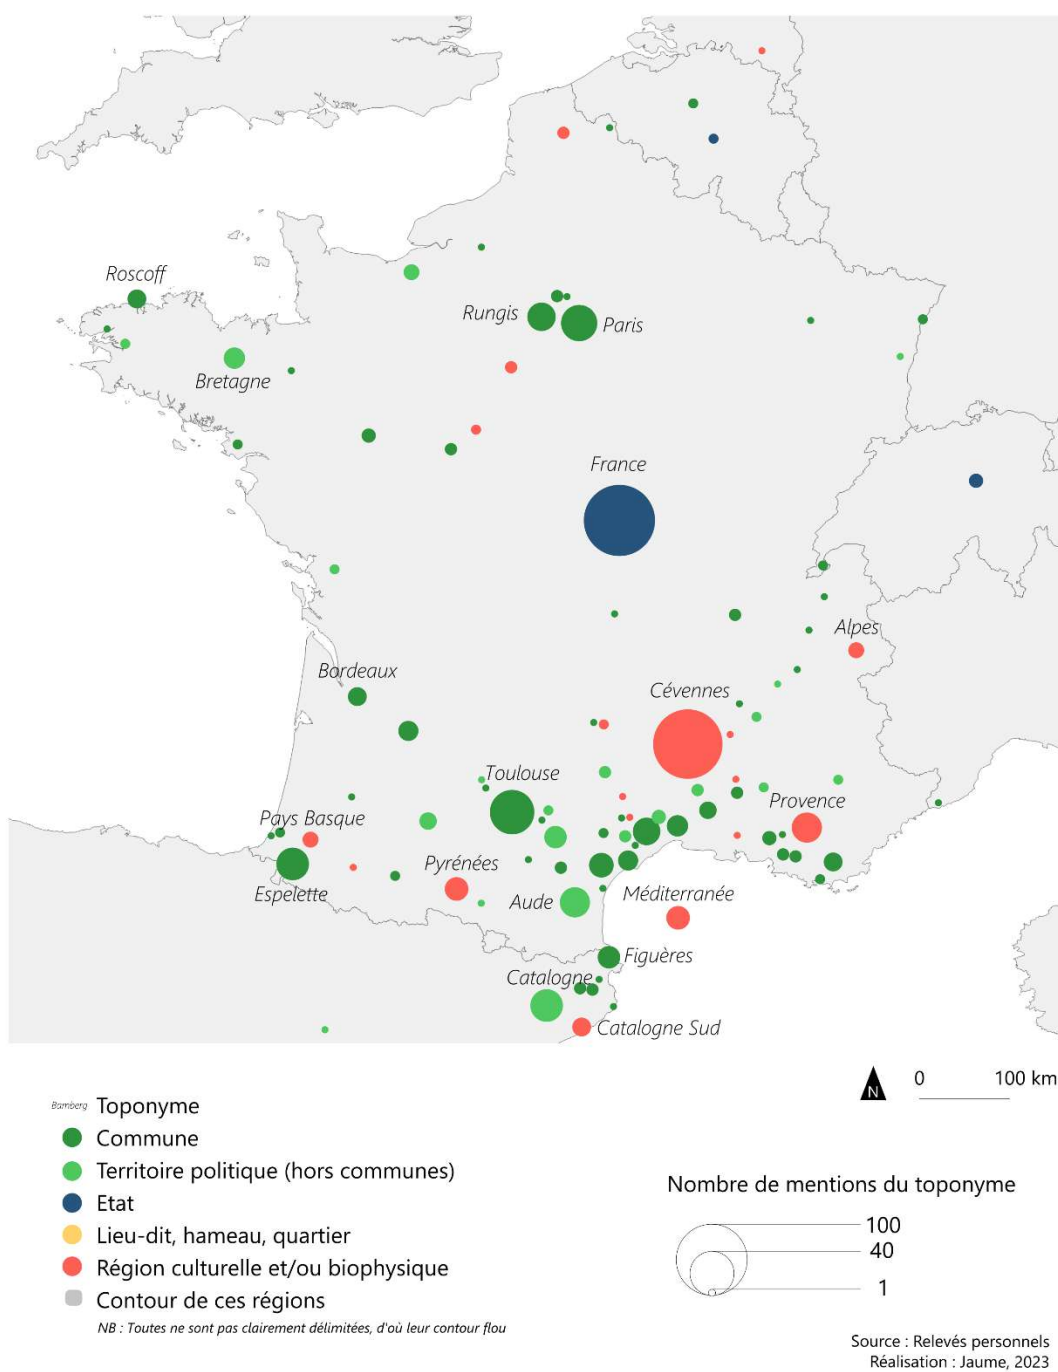 Roscoff
Rungis
Paris
Bretagne
France
Alpes
Bordeaux
Cévennes
Toulouse
Pays Basque
Provence
Pyrénées
Espelette
Aude
Méditerranée
Figuères
Catalogne
Catalogne Sud
N
0 100 km
Bamberg Toponyme
Commune
Territoire politique (hors communes)
Etat
Lieu-dit, hameau, quartier
Région culturelle et/ou biophysique
Contour de ces régions
NB : Toutes ne sont pas clairement délimitées, d'où leur contour flou
Nombre de mentions du toponyme
100
40
1
Source : Relevés personnels
Réalisation : Jaume, 2023